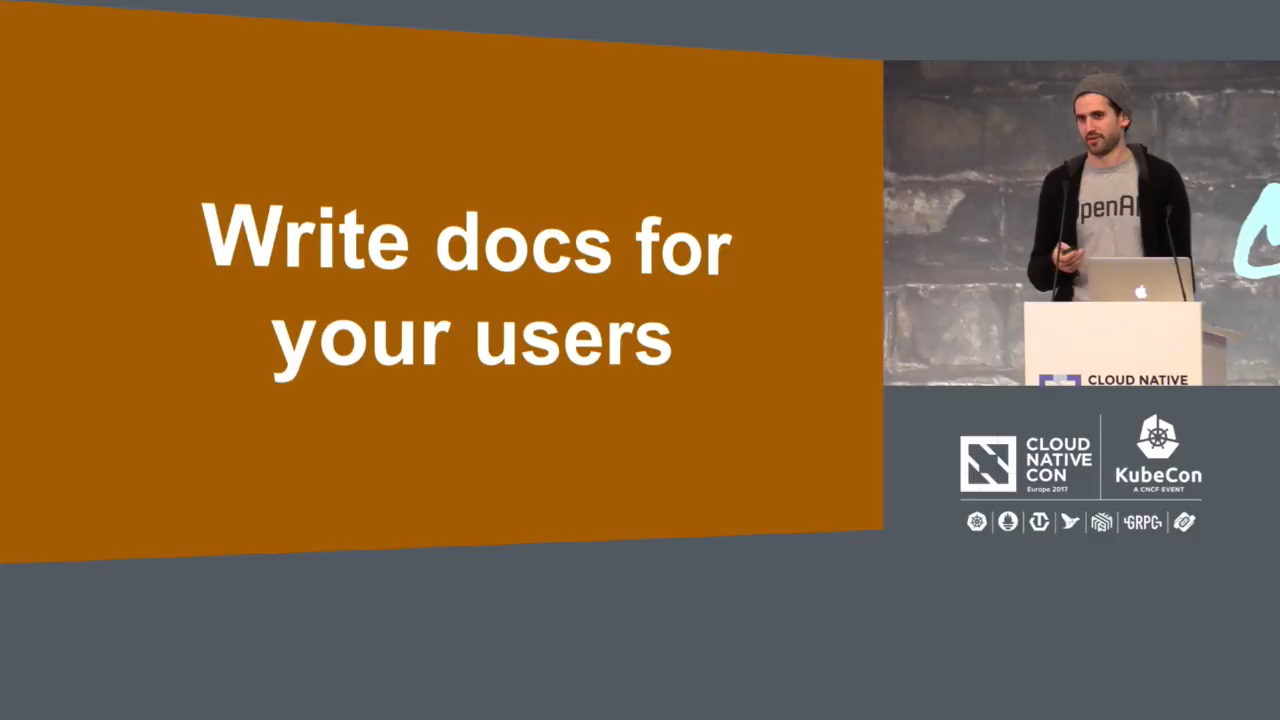 Write docs for
your users
OpenAI
CLOUD NATIVE
CLOUD
NATIVE
CON
Europe 2017
KubeCon
A CNCF EVENT
GRPC